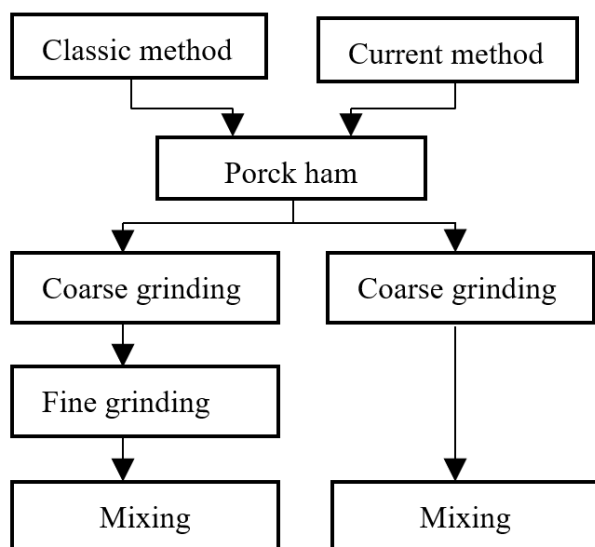 Classic method
Current method
Porck ham
Coarse grinding
Coarse grinding
Fine grinding
Mixing
Mixing